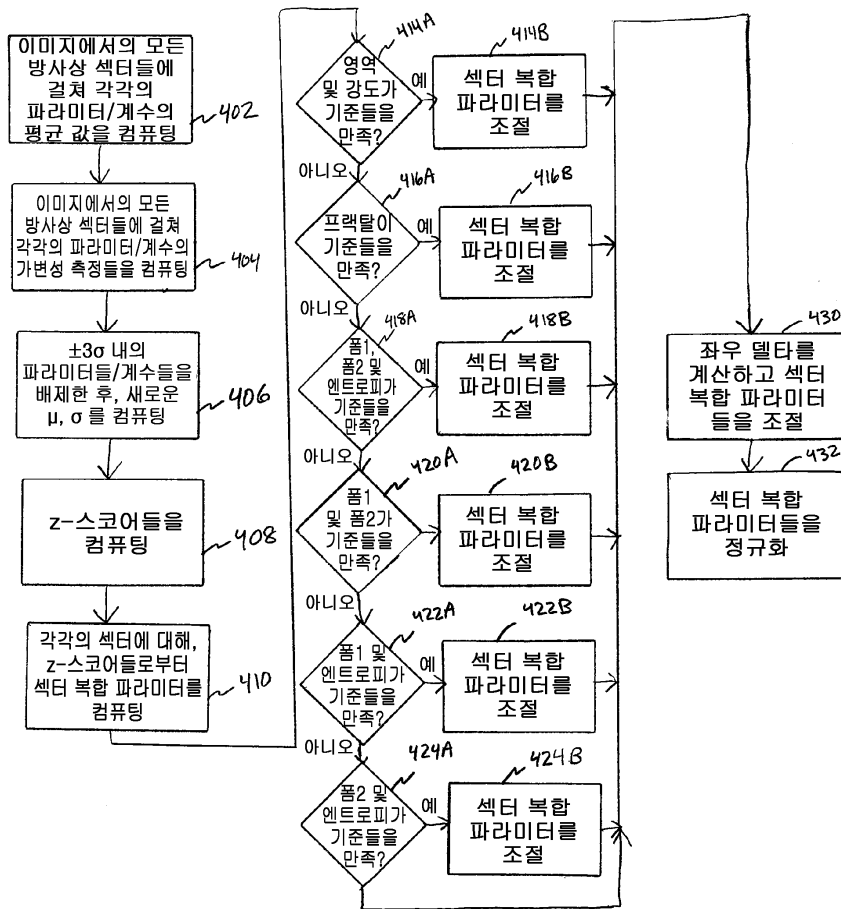 이미지에서의 모든
방사상 섹터들에
걸쳐 각각의
파라미터/계수의
평균 값을 컴퓨팅
402
이미지에서의 모든
방사상 섹터들에 걸쳐
각각의 파라미터/계수의
가변성 측정들을 컴퓨팅
404
±3σ 내의
파라미터들/계수들을
배제한 후, 새로운
μ, σ 를 컴퓨팅
406
z-스코어들을
컴퓨팅
408
각각의 섹터에 대해,
z-스코어들로부터
섹터 복합 파라미터를
컴퓨팅
410
414A
영역
및 강도가
기준들을
만족?
예
아니오
414B
섹터 복합
파라미터를
조절
416A
프랙탈이
기준들을
만족?
예
아니오
416B
섹터 복합
파라미터를
조절
418A
폼1,
폼2 및
엔트로피가
기준들을
만족?
예
아니오
418B
섹터 복합
파라미터를
조절
420A
폼1
및 폼2가
기준들을
만족?
예
아니오
420B
섹터 복합
파라미터를
조절
422A
폼1 및
엔트로피가
기준들을
만족?
예
아니오
422B
섹터 복합
파라미터를
조절
424A
폼2 및
엔트로피가
기준들을
만족?
예
424B
섹터 복합
파라미터를
조절
430
좌우 델타를
계산하고 섹터
복합 파라미터
들을 조절
432
섹터 복합
파라미터들을
정규화